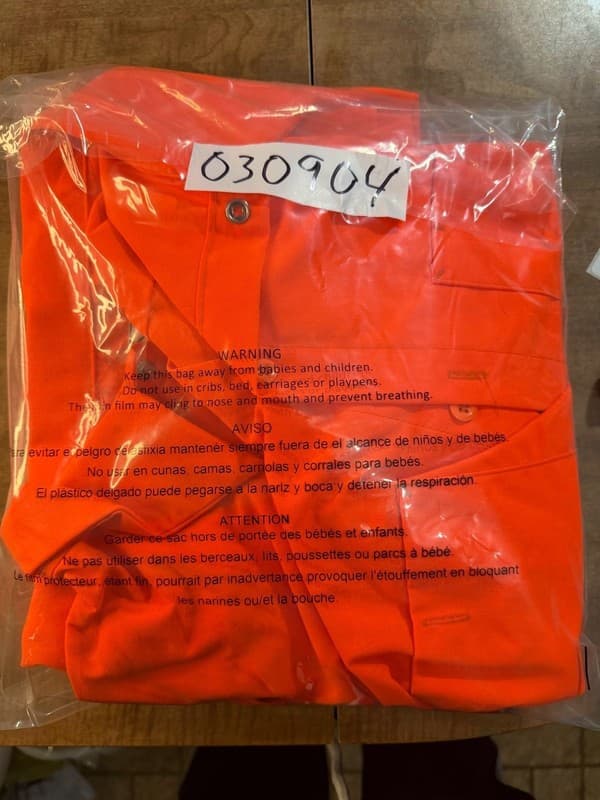 030904
WARNING
Keep this bag away from babies and children.
Do not use in cribs, bed, carriages or playpens.
The thin film may cling to nose and mouth and prevent breathing.
AVISO
Para evitar el pelgro de asfixia mantener siempre fuera de el alcance de niños y de bebés.
No usar en cunas, camas, carriolas y corrales para bebés.
El plástico delgado puede pegarse a la nariz y boca y detener la respiración.
ATTENTION
Garder ce sac hors de portée des bébés et enfants.
Ne pas utiliser dans les berceaux, lits, poussettes ou parcs à bébé.
Le film protecteur, étant fin, pourrait par inadvertance provoquer l'étouffement en bloquant
les narines ou/et la bouche.